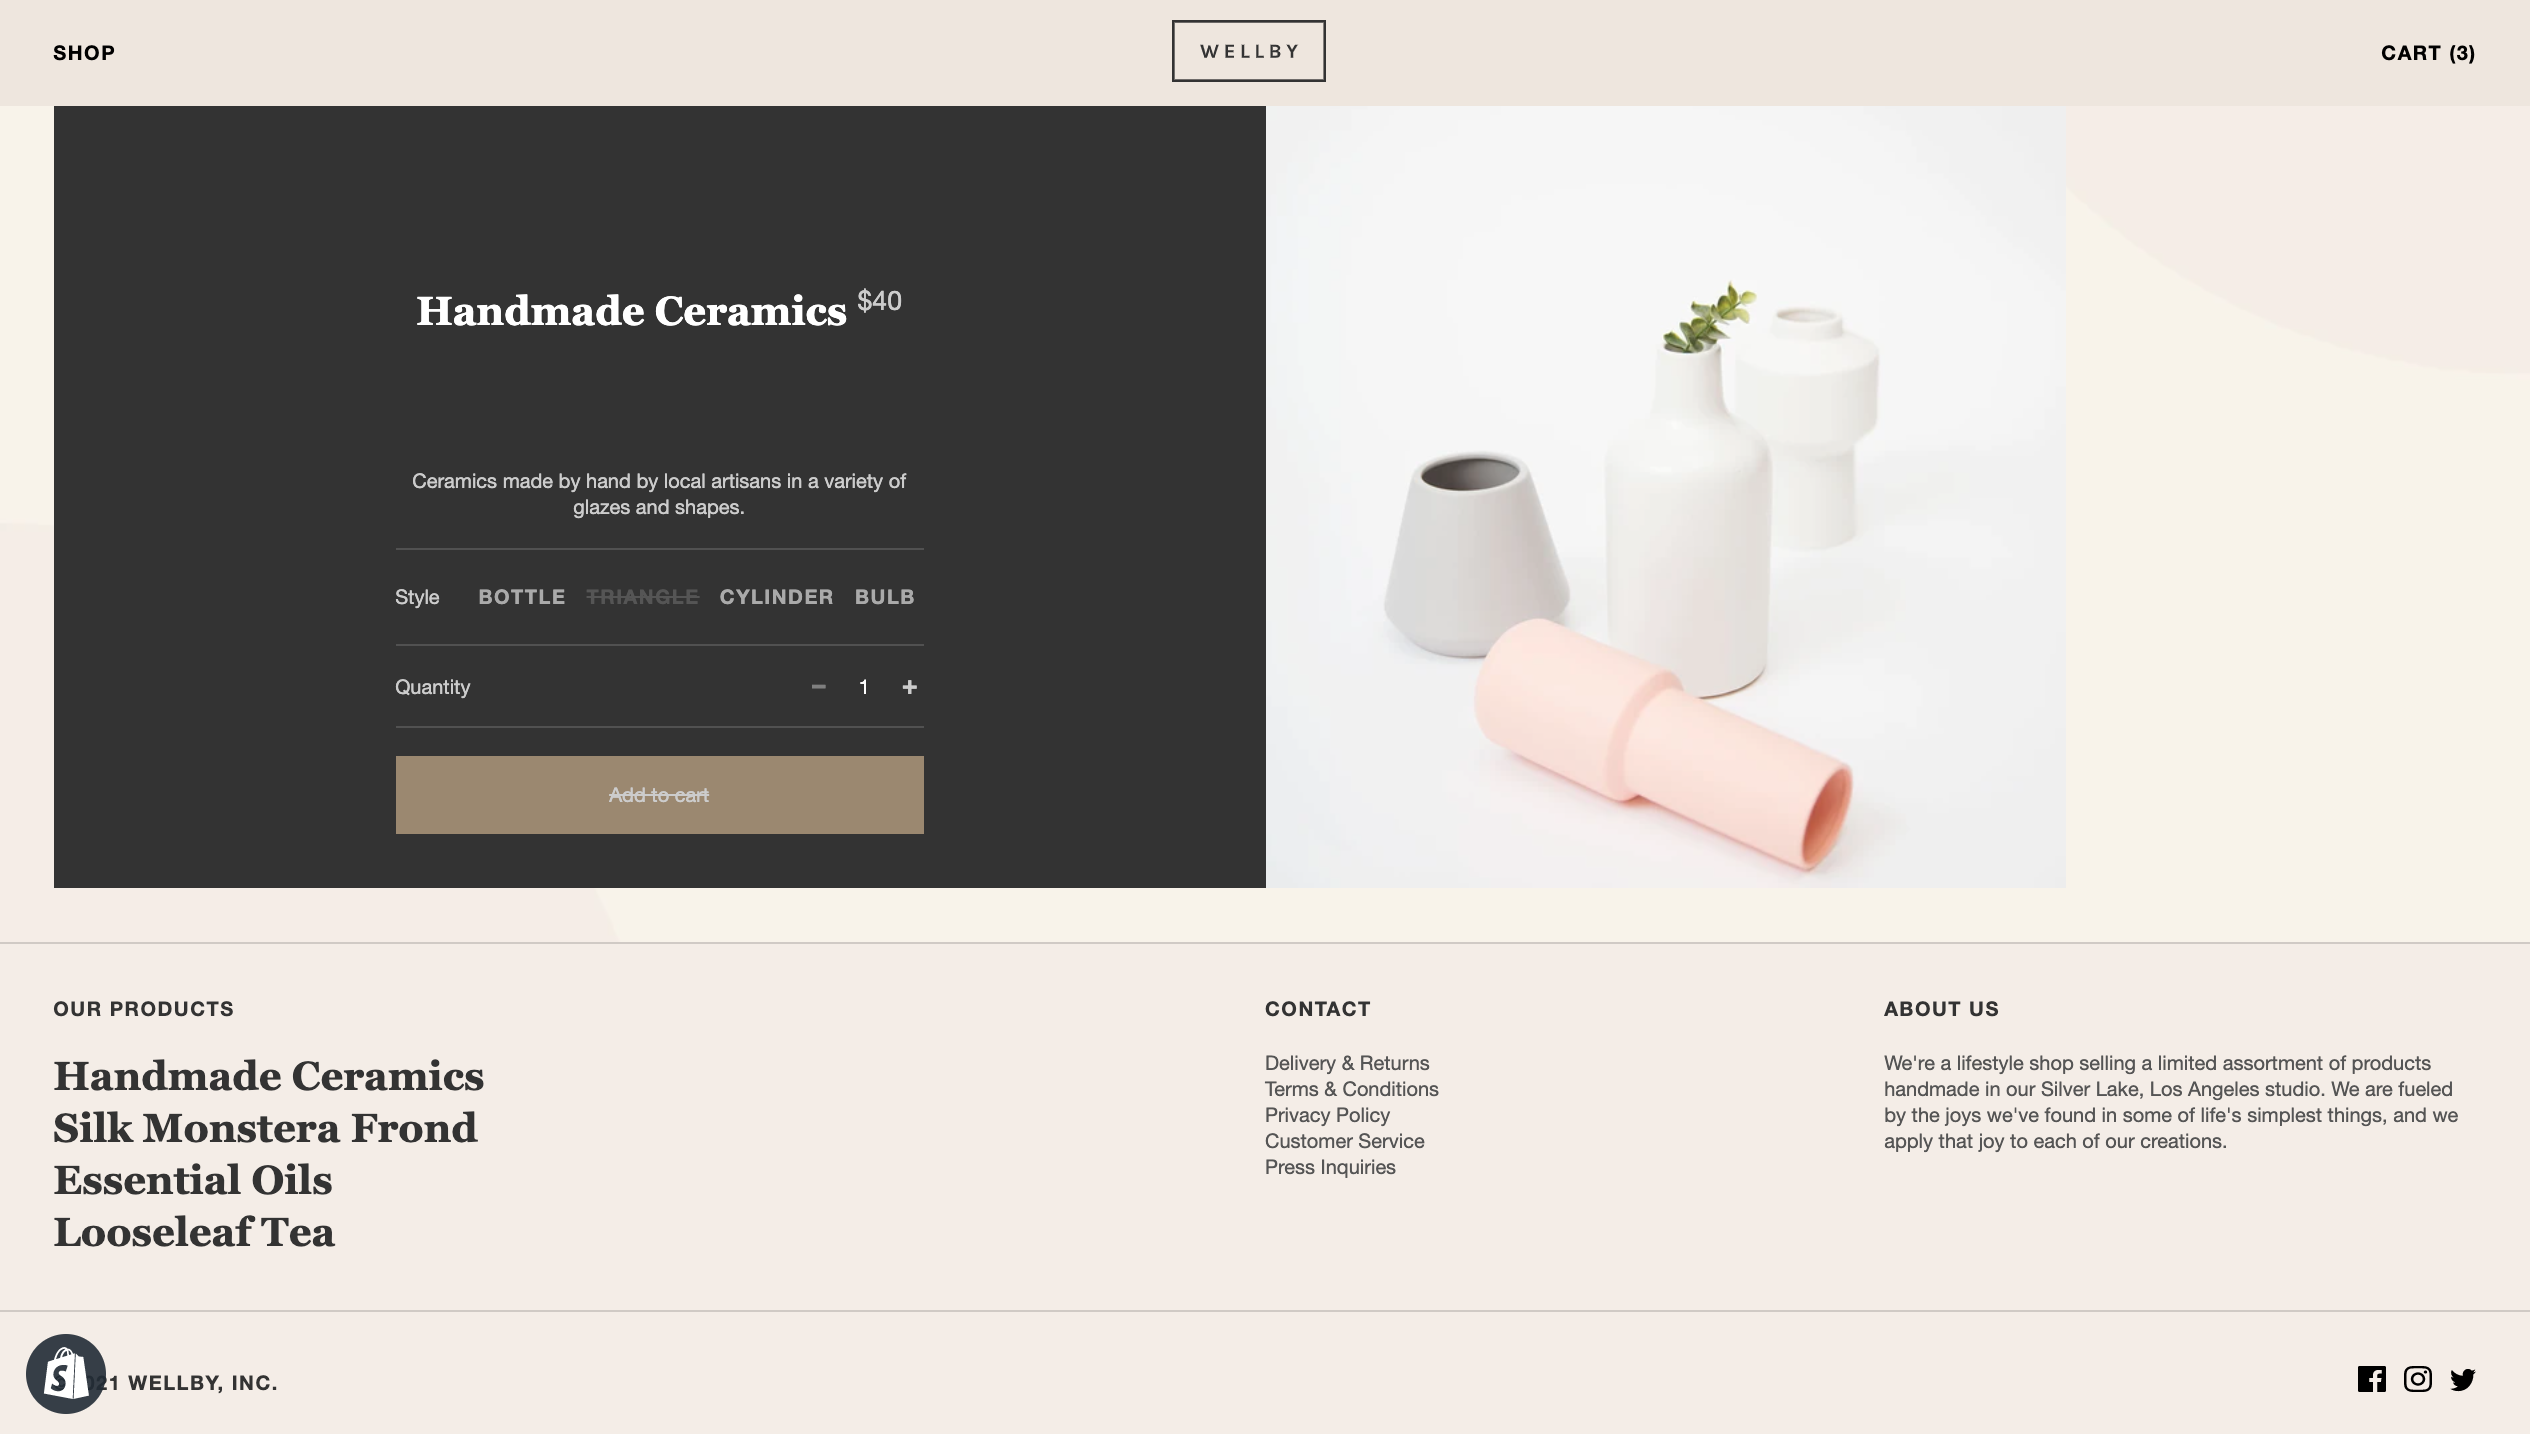 SHOP
WELLBY
CART (3)
Handmade Ceramics $40
Ceramics made by hand by local artisans in a variety of
glazes and shapes.
Style BOTTLE TRIANGLE CYLINDER BULB
Quantity − 1 +
Add to cart
OUR PRODUCTS
Handmade Ceramics
Silk Monstera Frond
Essential Oils
Looseleaf Tea
CONTACT
Delivery & Returns
Terms & Conditions
Privacy Policy
Customer Service
Press Inquiries
ABOUT US
We're a lifestyle shop selling a limited assortment of products
handmade in our Silver Lake, Los Angeles studio. We are fueled
by the joys we've found in some of life's simplest things, and we
apply that joy to each of our creations.
21 WELLBY, INC.